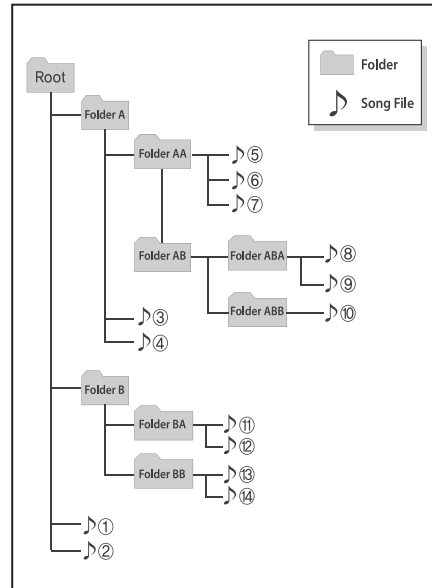 Root
Folder
Song File
Folder A
Folder AA
⑤
⑥
⑦
Folder AB
Folder ABA
⑧
⑨
Folder ABB
⑩
③
④
Folder B
Folder BA
⑪
⑫
Folder BB
⑬
⑭
①
②